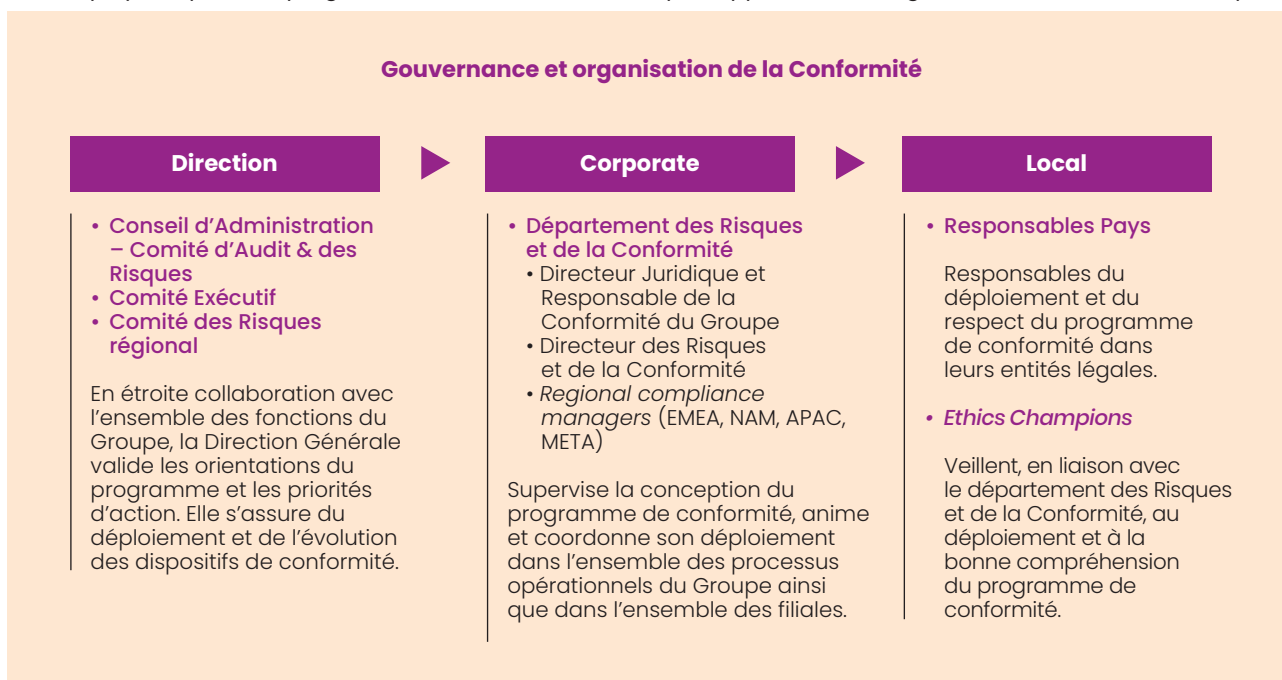 Gouvernance et organisation de la Conformité
Direction
• Conseil d’Administration
– Comité d’Audit & des
Risques
• Comité Exécutif
• Comité des Risques
régional
En étroite collaboration avec
l’ensemble des fonctions du
Groupe, la Direction Générale
valide les orientations du
programme et les priorités
d’action. Elle s’assure du
déploiement et de l’évolution
des dispositifs de conformité.
Corporate
• Département des Risques
et de la Conformité
• Directeur Juridique et
Responsable de la
Conformité du Groupe
• Directeur des Risques
et de la Conformité
• Regional compliance
managers (EMEA, NAM, APAC,
META)
Supervise la conception du
programme de conformité, anime
et coordonne son déploiement
dans l’ensemble des processus
opérationnels du Groupe ainsi
que dans l’ensemble des filiales.
Local
• Responsables Pays
Responsables du
déploiement et du
respect du programme
de conformité dans
leurs entités légales.
• Ethics Champions
Veillent, en liaison avec
le département des Risques
et de la Conformité, au
déploiement et à la
bonne compréhension
du programme de
conformité.